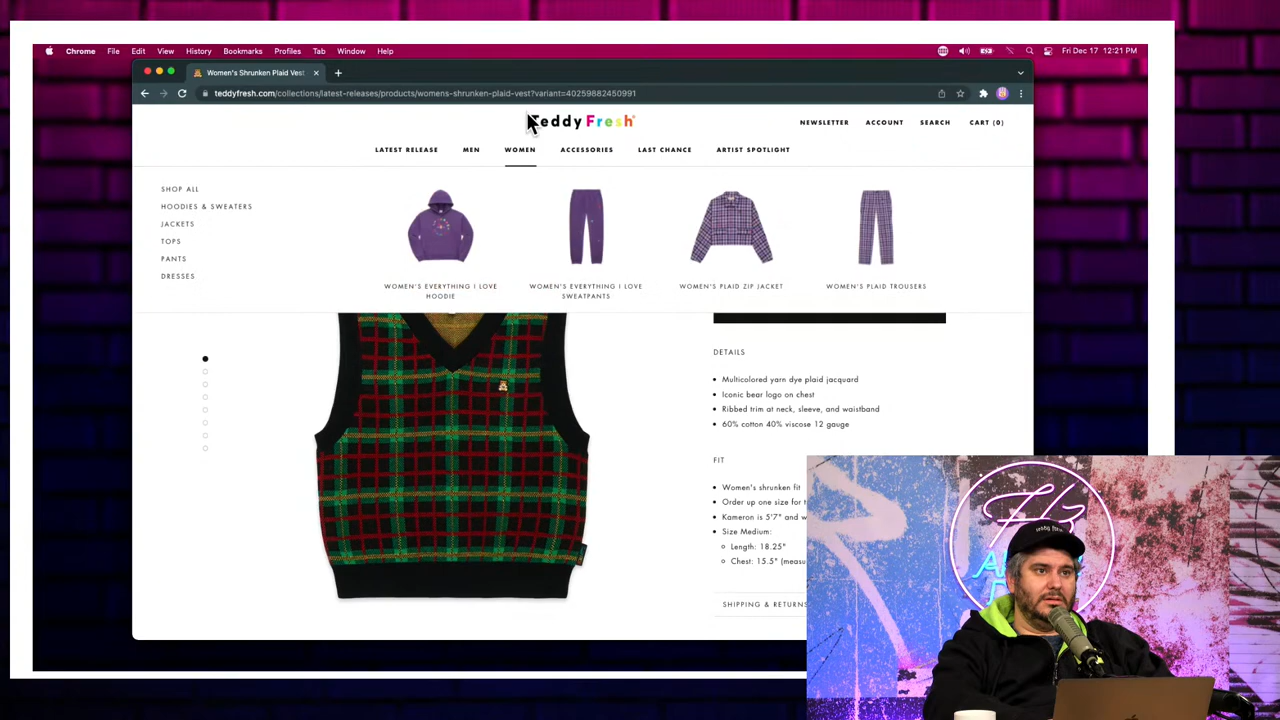 Chrome File Edit View History Bookmarks Profiles Tab Window Help
Fri Dec 17 12:21 PM
Women's Shrunken Plaid Vest
teddyfresh.com/collections/latest-releases/products/womens-shrunken-plaid-vest?variant=40259882450991
Teddy Fresh
NEWSLETTER ACCOUNT SEARCH CART (0)
LATEST RELEASE MEN WOMEN ACCESSORIES LAST CHANCE ARTIST SPOTLIGHT
SHOP ALL
HOODIES & SWEATERS
JACKETS
TOPS
PANTS
DRESSES
WOMEN'S EVERYTHING I LOVE
HOODIE
WOMEN'S EVERYTHING I LOVE
SWEATPANTS
WOMEN'S PLAID ZIP JACKET
WOMEN'S PLAID TROUSERS
DETAILS
Multicolored yarn dye plaid jacquard
Iconic bear logo on chest
Ribbed trim at neck, sleeve, and waistband
60% cotton 40% viscose 12 gauge
FIT
Women's shrunken fit
Order up one size for
Kameron is 5'7" and
Size Medium:
Length: 18.25"
Chest: 15.5"
SHIPPING & RETURNS